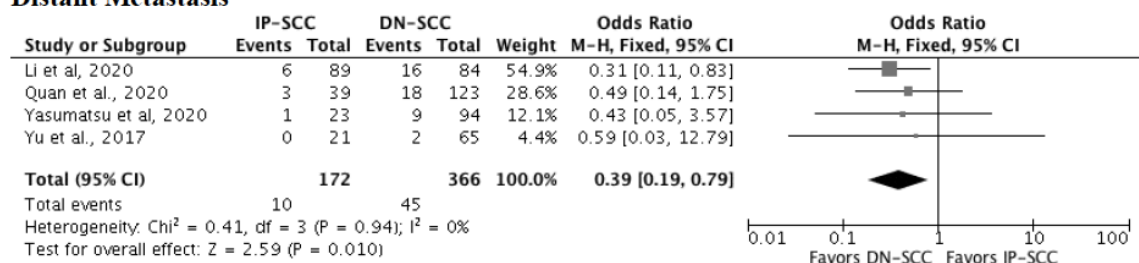 Distant Metastasis
IP-SCC DN-SCC Odds Ratio Odds Ratio
Study or Subgroup Events Total Events Total Weight M-H, Fixed, 95% CI M-H, Fixed, 95% CI
Li et al, 2020 6 89 16 84 54.9% 0.31 [0.11, 0.83]
Quan et al., 2020 3 39 18 123 28.6% 0.49 [0.14, 1.75]
Yasumatsu et al, 2020 1 23 9 94 12.1% 0.43 [0.05, 3.57]
Yu et al., 2017 0 21 2 65 4.4% 0.59 [0.03, 12.79]
Total (95% CI) 172 366 100.0% 0.39 [0.19, 0.79]
Total events 10 45
Heterogeneity: Chi² = 0.41, df = 3 (P = 0.94); I² = 0%
Test for overall effect: Z = 2.59 (P = 0.010)
0.01 0.1 1 10 100
Favors DN-SCC Favors IP-SCC